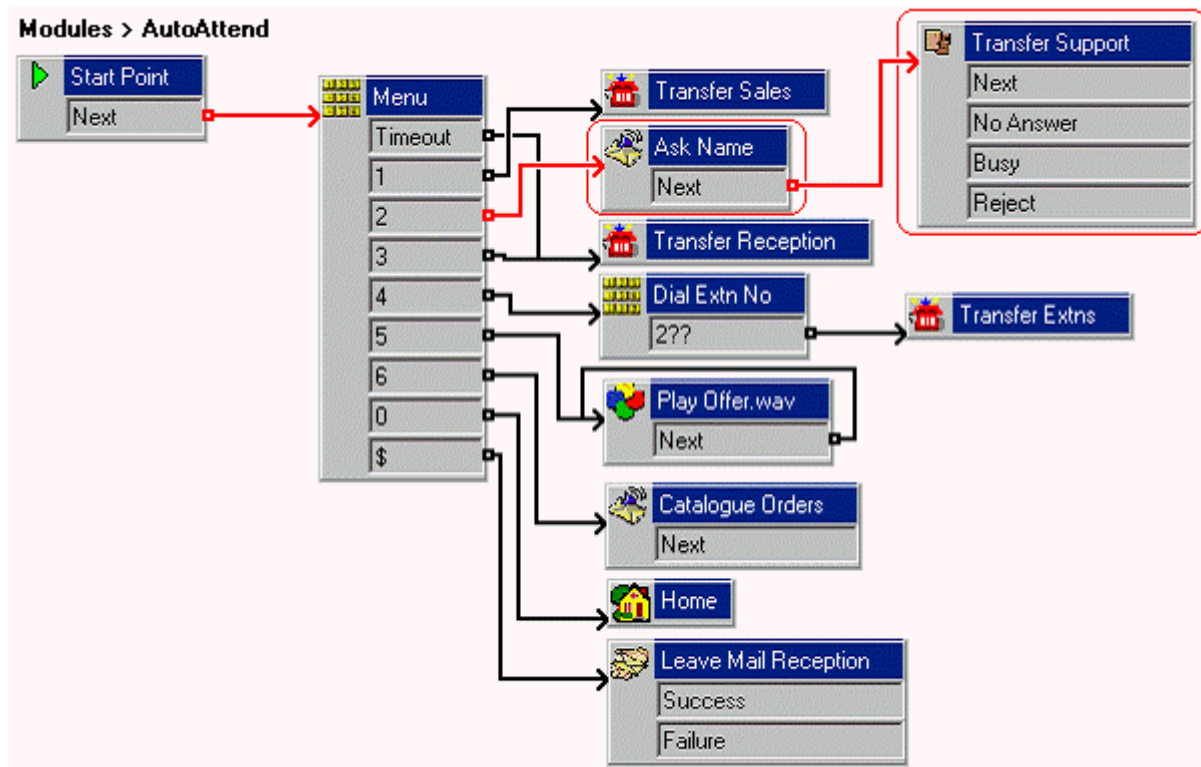 Modules > AutoAttend
Start Point
Next
Menu
Timeout
1
2
3
4
5
6
0
$
Transfer Sales
Ask Name
Next
Transfer Reception
Dial Extn No
2??
Play Offer.wav
Next
Catalogue Orders
Next
Home
Leave Mail Reception
Success
Failure
Transfer Support
Next
No Answer
Busy
Reject
Transfer Extns